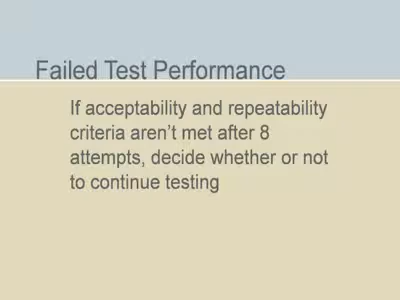 Failed Test Performance
If acceptability and repeatability
criteria aren't met after 8
attempts, decide whether or not
to continue testing